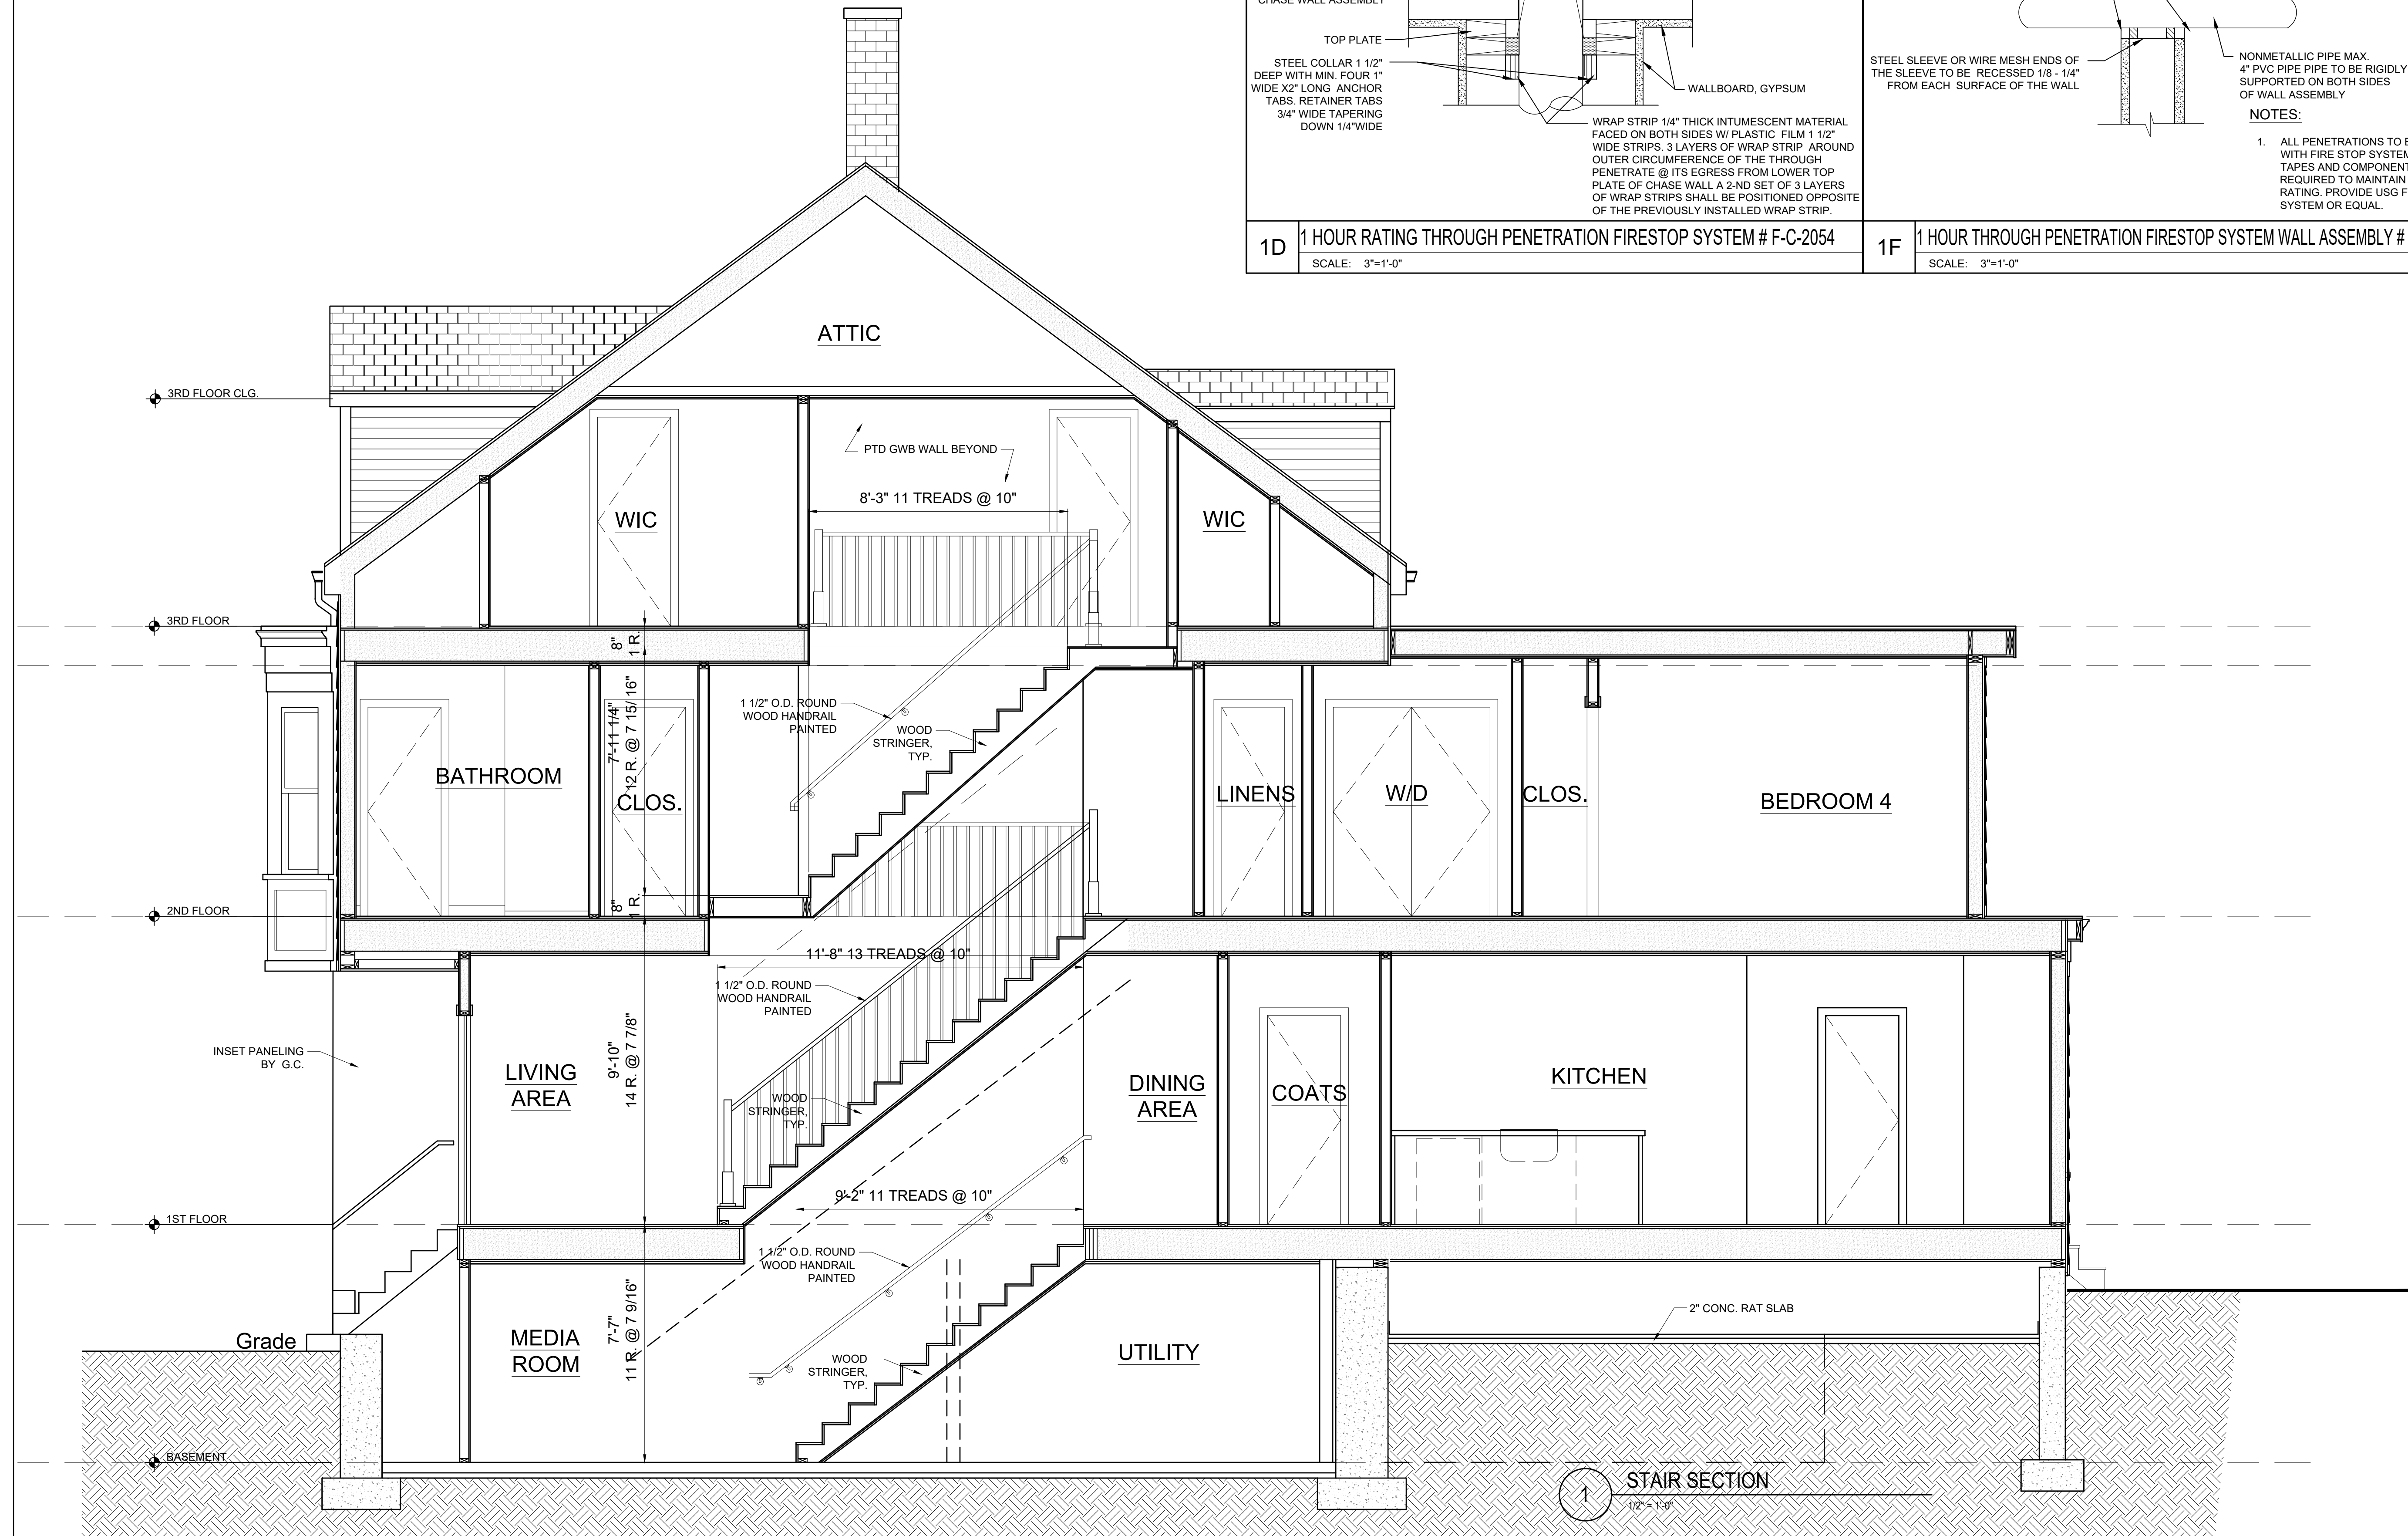 CHASE WALL ASSEMBLY
TOP PLATE
STEEL COLLAR 1 1/2"
DEEP WITH MIN. FOUR 1"
WIDE X2" LONG ANCHOR
TABS. RETAINER TABS
3/4" WIDE TAPERING
DOWN 1/4"WIDE
WALLBOARD, GYPSUM
WRAP STRIP 1/4" THICK INTUMESCENT MATERIAL
FACED ON BOTH SIDES W/ PLASTIC FILM 1 1/2"
WIDE STRIPS. 3 LAYERS OF WRAP STRIP AROUND
OUTER CIRCUMFERENCE OF THE THROUGH
PENETRATE @ ITS EGRESS FROM LOWER TOP
PLATE OF CHASE WALL A 2-ND SET OF 3 LAYERS
OF WRAP STRIPS SHALL BE POSITIONED OPPOSITE
OF THE PREVIOUSLY INSTALLED WRAP STRIP.
1D
1 HOUR RATING THROUGH PENETRATION FIRESTOP SYSTEM # F-C-2054
SCALE: 3"=1'-0"
STEEL SLEEVE OR WIRE MESH ENDS OF
THE SLEEVE TO BE RECESSED 1/8 - 1/4"
FROM EACH SURFACE OF THE WALL
NONMETALLIC PIPE MAX.
4" PVC PIPE PIPE TO BE RIGIDLY
SUPPORTED ON BOTH SIDES
OF WALL ASSEMBLY
NOTES:
1. ALL PENETRATIONS TO
WITH FIRE STOP SYSTEM
TAPES AND COMPONENT
REQUIRED TO MAINTAIN
RATING. PROVIDE USG F
SYSTEM OR EQUAL.
1F
1 HOUR THROUGH PENETRATION FIRESTOP SYSTEM WALL ASSEMBLY #
SCALE: 3"=1'-0"
ATTIC
3RD FLOOR CLG.
PTD GWB WALL BEYOND
8'-3" 11 TREADS @ 10"
WIC
WIC
3RD FLOOR
8"
1 R.
7'-11 1/4"
12 R. @ 7 15/16"
1 1/2" O.D. ROUND
WOOD HANDRAIL
PAINTED
WOOD
STRINGER,
TYP.
BATHROOM
CLOS.
LINENS
W/D
CLOS.
BEDROOM 4
8"
1 R.
2ND FLOOR
11'-8" 13 TREADS @ 10"
1 1/2" O.D. ROUND
WOOD HANDRAIL
PAINTED
INSET PANELING
BY G.C.
9'-10"
14 R. @ 7 7/8"
LIVING
AREA
WOOD
STRINGER,
TYP.
DINING
AREA
COATS
KITCHEN
9'-2" 11 TREADS @ 10"
1ST FLOOR
1 1/2" O.D. ROUND
WOOD HANDRAIL
PAINTED
7'-7"
11 R. @ 7 9/16"
2" CONC. RAT SLAB
Grade
MEDIA
ROOM
WOOD
STRINGER,
TYP.
UTILITY
BASEMENT
1
STAIR SECTION
1/2" = 1'-0"